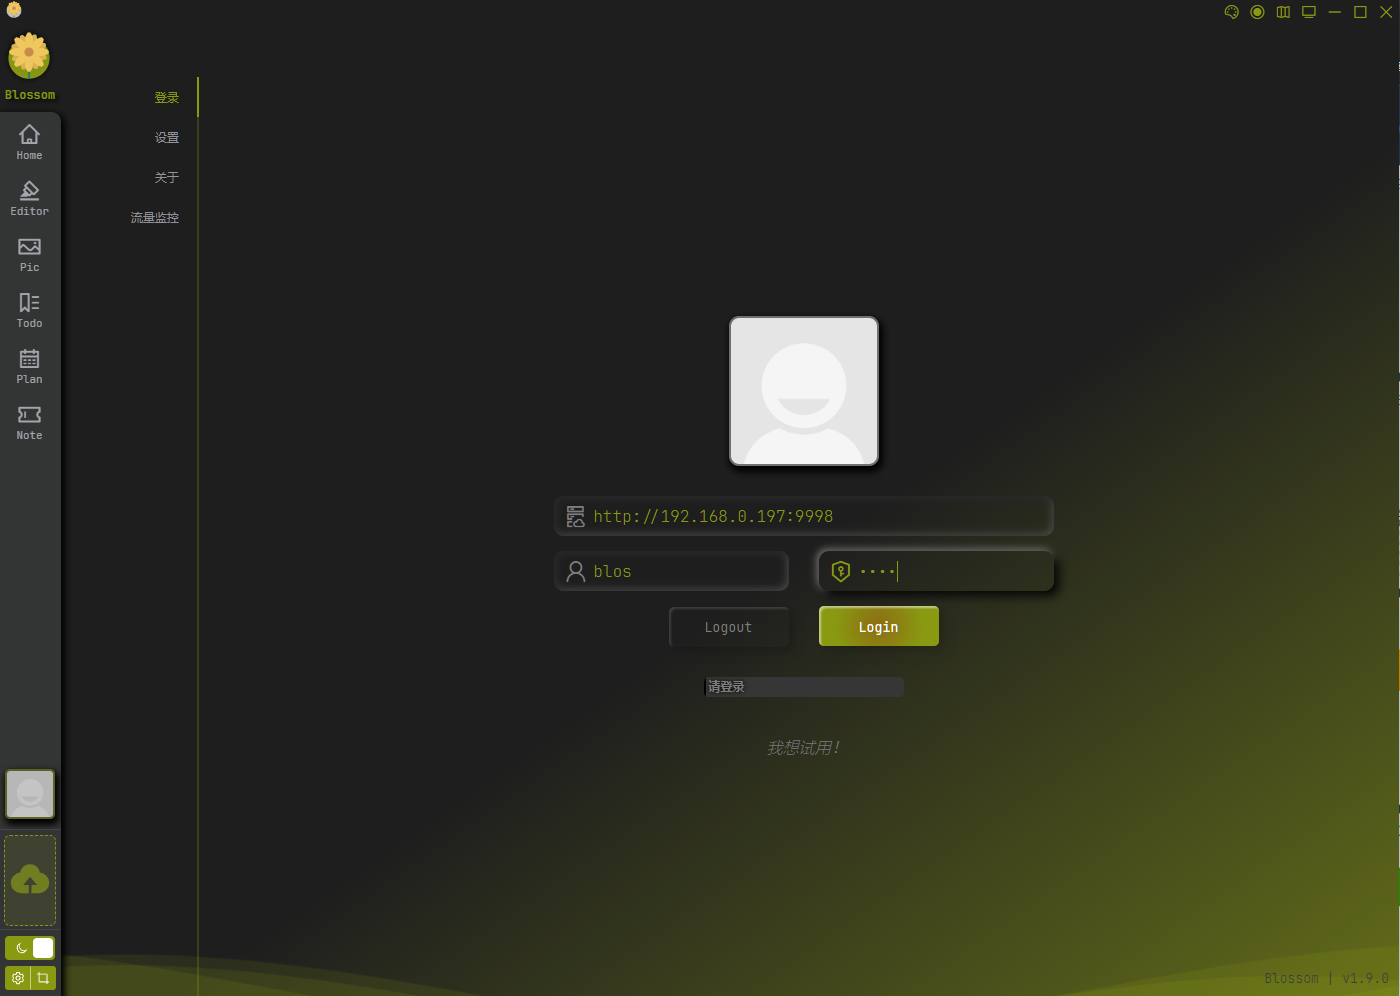 Blossom
Home
Editor
Pic
Todo
Plan
Note
登录
设置
关于
流量监控
http://192.168.0.197:9998
blos
••••
Logout
Login
请登录
我想试用！
Blossom | v1.9.0